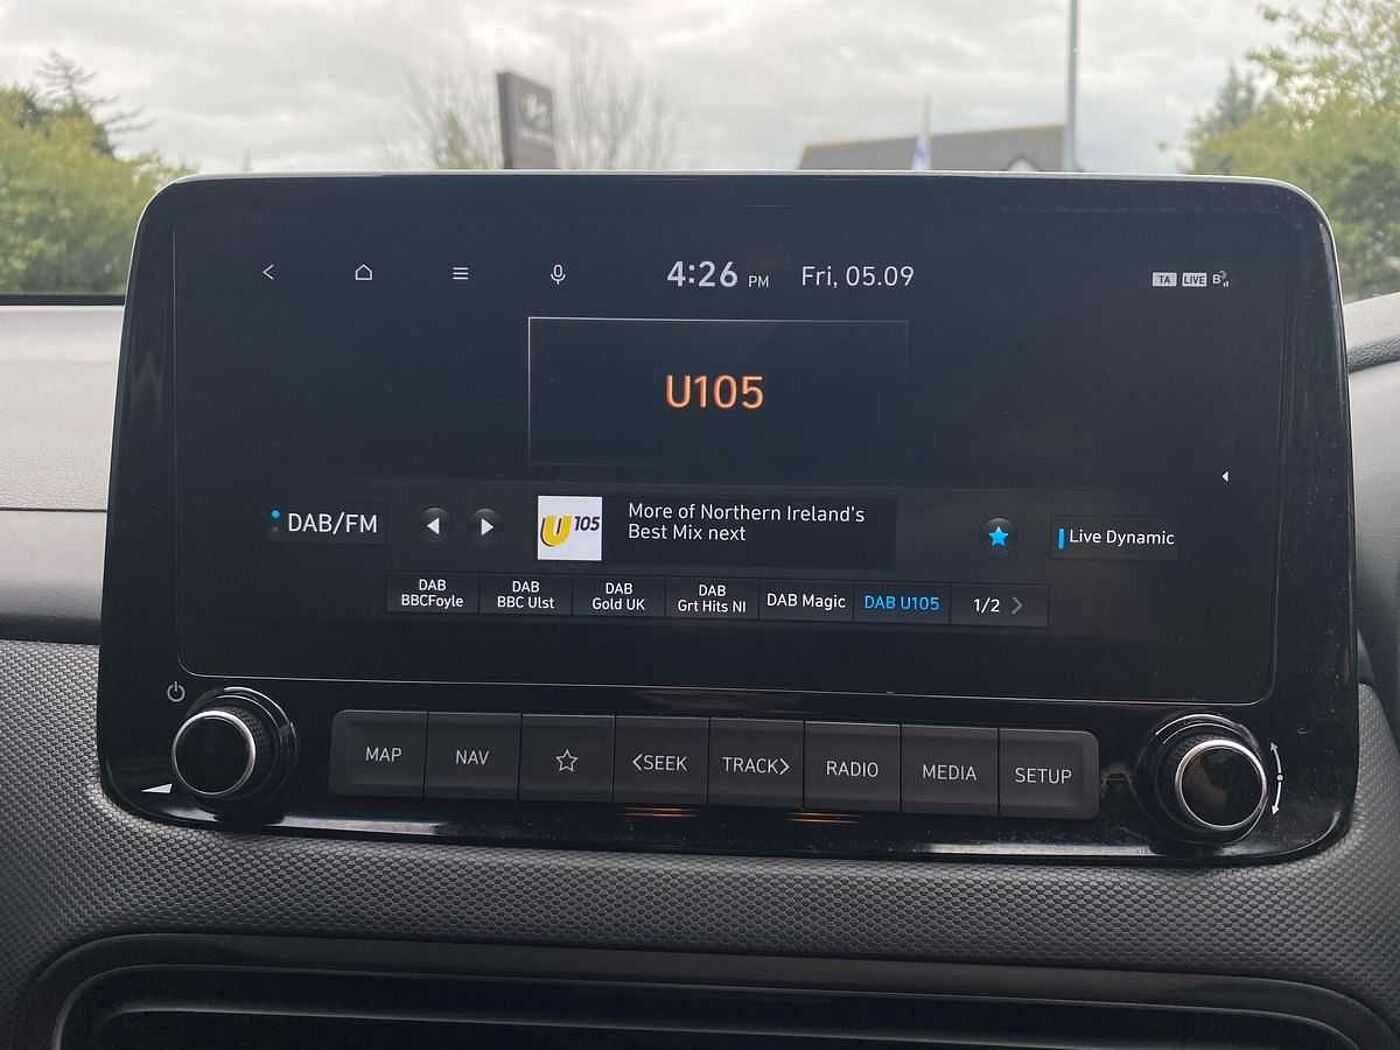 4:26 PM Fri, 05.09
TA LIVE B
U105
DAB/FM
U 105
More of Northern Ireland's
Best Mix next
Live Dynamic
DAB
BBCFoyle
DAB
BBC Ulst
DAB
Gold UK
DAB
Grt Hits NI
DAB Magic
DAB U105
1/2
MAP
NAV
<SEEK
TRACK>
RADIO
MEDIA
SETUP